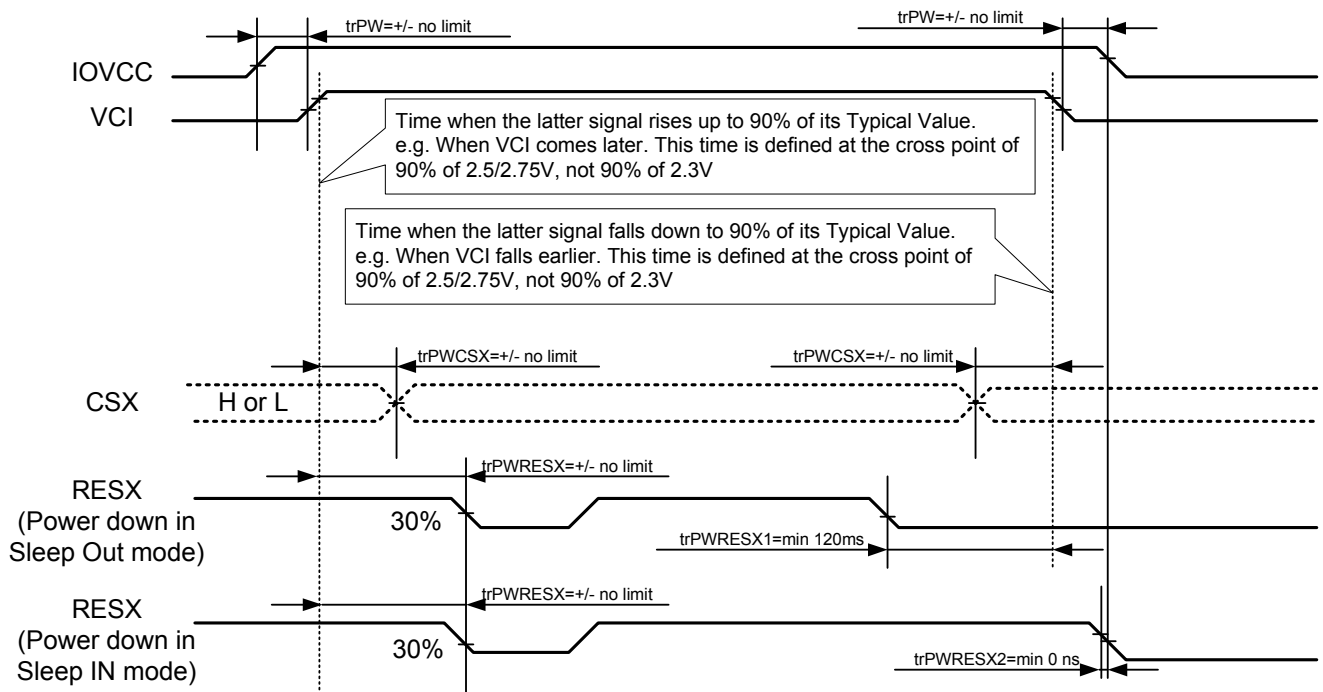 trPW=+/- no limit
trPW=+/- no limit
IOVCC
VCI
Time when the latter signal rises up to 90% of its Typical Value.
e.g. When VCI comes later. This time is defined at the cross point of
90% of 2.5/2.75V, not 90% of 2.3V
Time when the latter signal falls down to 90% of its Typical Value.
e.g. When VCI falls earlier. This time is defined at the cross point of
90% of 2.5/2.75V, not 90% of 2.3V
trPWCSX=+/- no limit
trPWCSX=+/- no limit
CSX
H or L
trPWRESX=+/- no limit
RESX
(Power down in
Sleep Out mode)
30%
trPWRESX1=min 120ms
trPWRESX=+/- no limit
RESX
(Power down in
Sleep IN mode)
30%
trPWRESX2=min 0 ns